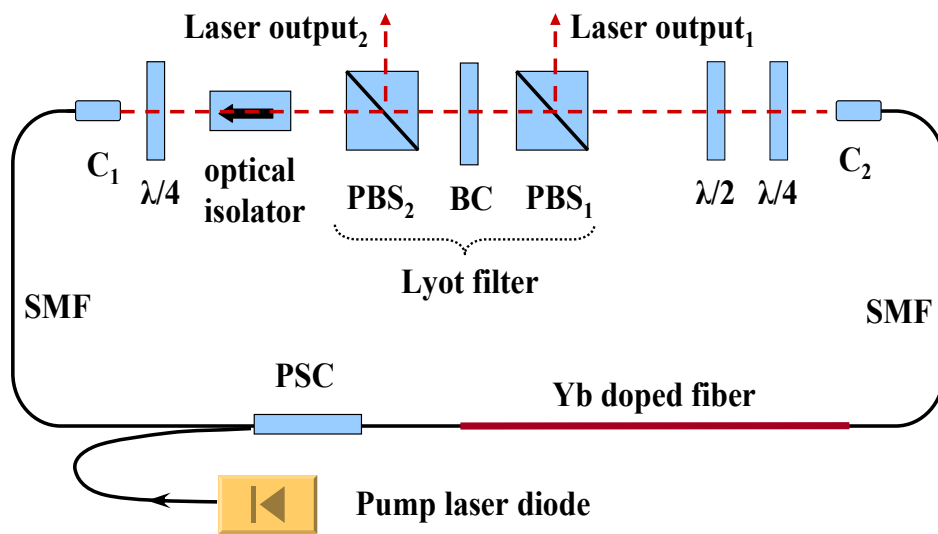 Laser output₂
Laser output₁
C₁
λ/4
optical
isolator
PBS₂
BC
PBS₁
λ/2
λ/4
C₂
Lyot filter
SMF
SMF
PSC
Yb doped fiber
Pump laser diode